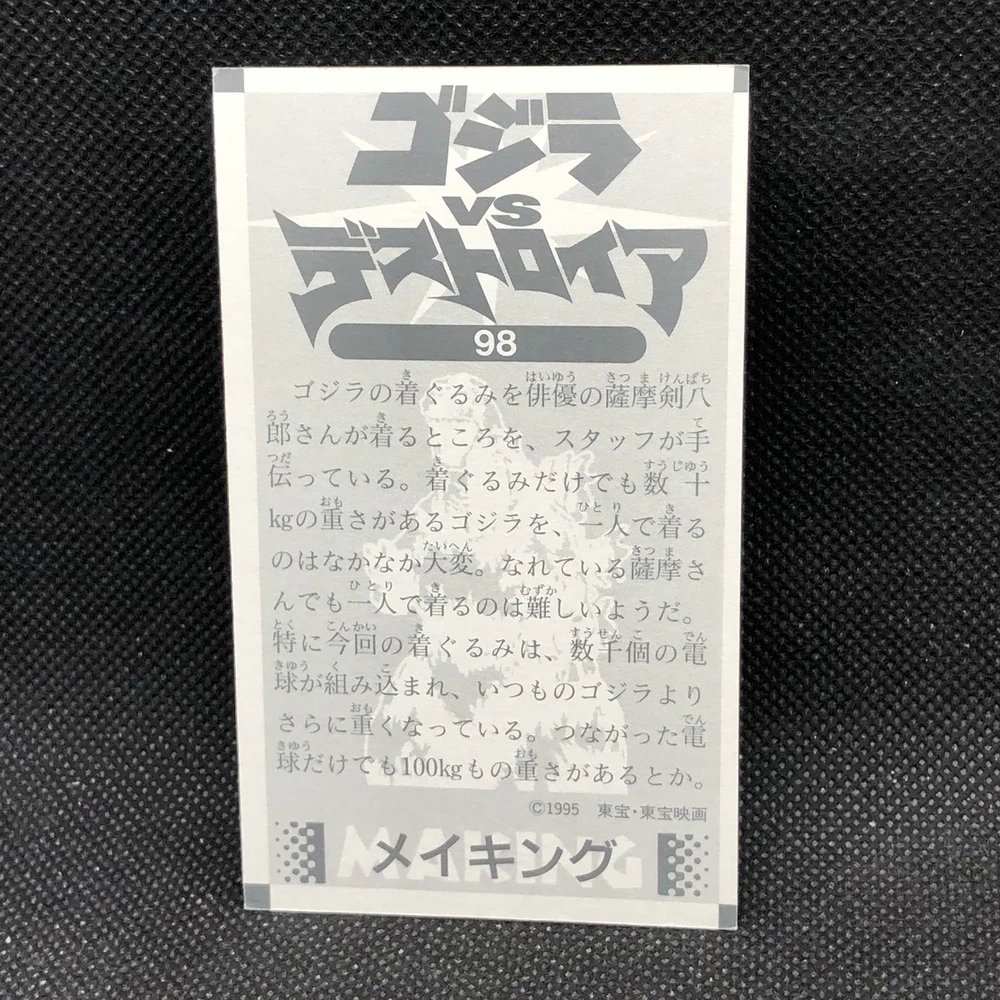 ゴジラ
VS
デストロイア
98
ゴジラの着ぐるみを俳優の薩摩剣八
郎さんが着るところを、スタッフが手
伝っている。着ぐるみだけでも数十
kgの重さがあるゴジラを、一人で着る
のはなかなか大変。なれている薩摩さ
んでも一人で着るのは難しいようだ。
特に今回の着ぐるみは、数千個の電
球が組み込まれ、いつものゴジラより
さらに重くなっている。つながった電
球だけでも100kgもの重さがあるとか。
©1995 東宝・東宝映画
MAKING
メイキング